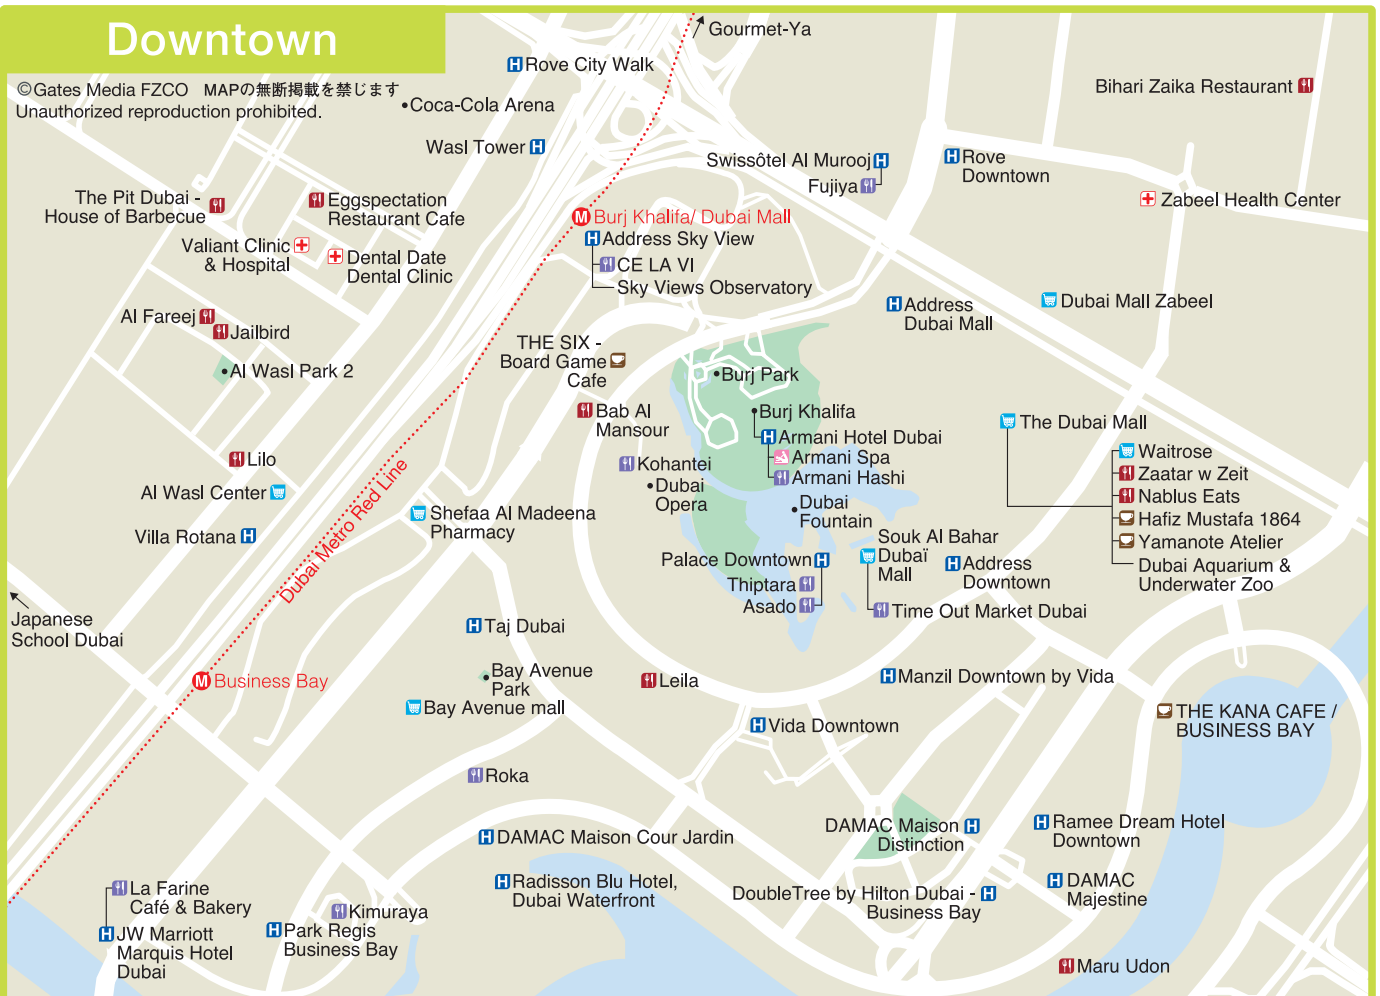 Downtown
©Gates Media FZCO MAPの無断掲載を禁じます
Unauthorized reproduction prohibited.
Gourmet-Ya
Rove City Walk
Coca-Cola Arena
Wasl Tower
Bihari Zaika Restaurant
Swissôtel Al Murooj
Fujiya
Rove
Downtown
Zabeel Health Center
The Pit Dubai -
House of Barbecue
Eggspectation
Restaurant Cafe
Valiant Clinic
& Hospital
Dental Date
Dental Clinic
Burj Khalifa/ Dubai Mall
Address Sky View
CE LA VI
Sky Views Observatory
Address
Dubai Mall
Dubai Mall Zabeel
Al Fareej
Jailbird
Al Wasl Park 2
THE SIX -
Board Game
Cafe
Burj Park
Bab Al
Mansour
Burj Khalifa
Armani Hotel Dubai
Armani Spa
Armani Hashi
The Dubai Mall
Waitrose
Zaatar w Zeit
Nablus Eats
Hafiz Mustafa 1864
Yamanote Atelier
Dubai Aquarium &
Underwater Zoo
Lilo
Al Wasl Center
Villa Rotana
Dubai Metro Red Line
Kohantei
Dubai
Opera
Dubai
Fountain
Shefaa Al Madeena
Pharmacy
Souk Al Bahar
Dubaï
Mall
Palace Downtown
Thiptara
Asado
Address
Downtown
Time Out Market Dubai
Japanese
School Dubai
Taj Dubai
Business Bay
Bay Avenue
Park
Bay Avenue mall
Leila
Manzil Downtown by Vida
Vida Downtown
THE KANA CAFE /
BUSINESS BAY
Roka
DAMAC Maison Cour Jardin
DAMAC Maison
Distinction
Ramee Dream Hotel
Downtown
Radisson Blu Hotel,
Dubai Waterfront
DoubleTree by Hilton Dubai -
Business Bay
DAMAC
Majestine
La Farine
Café & Bakery
JW Marriott
Marquis Hotel
Dubai
Kimuraya
Park Regis
Business Bay
Maru Udon